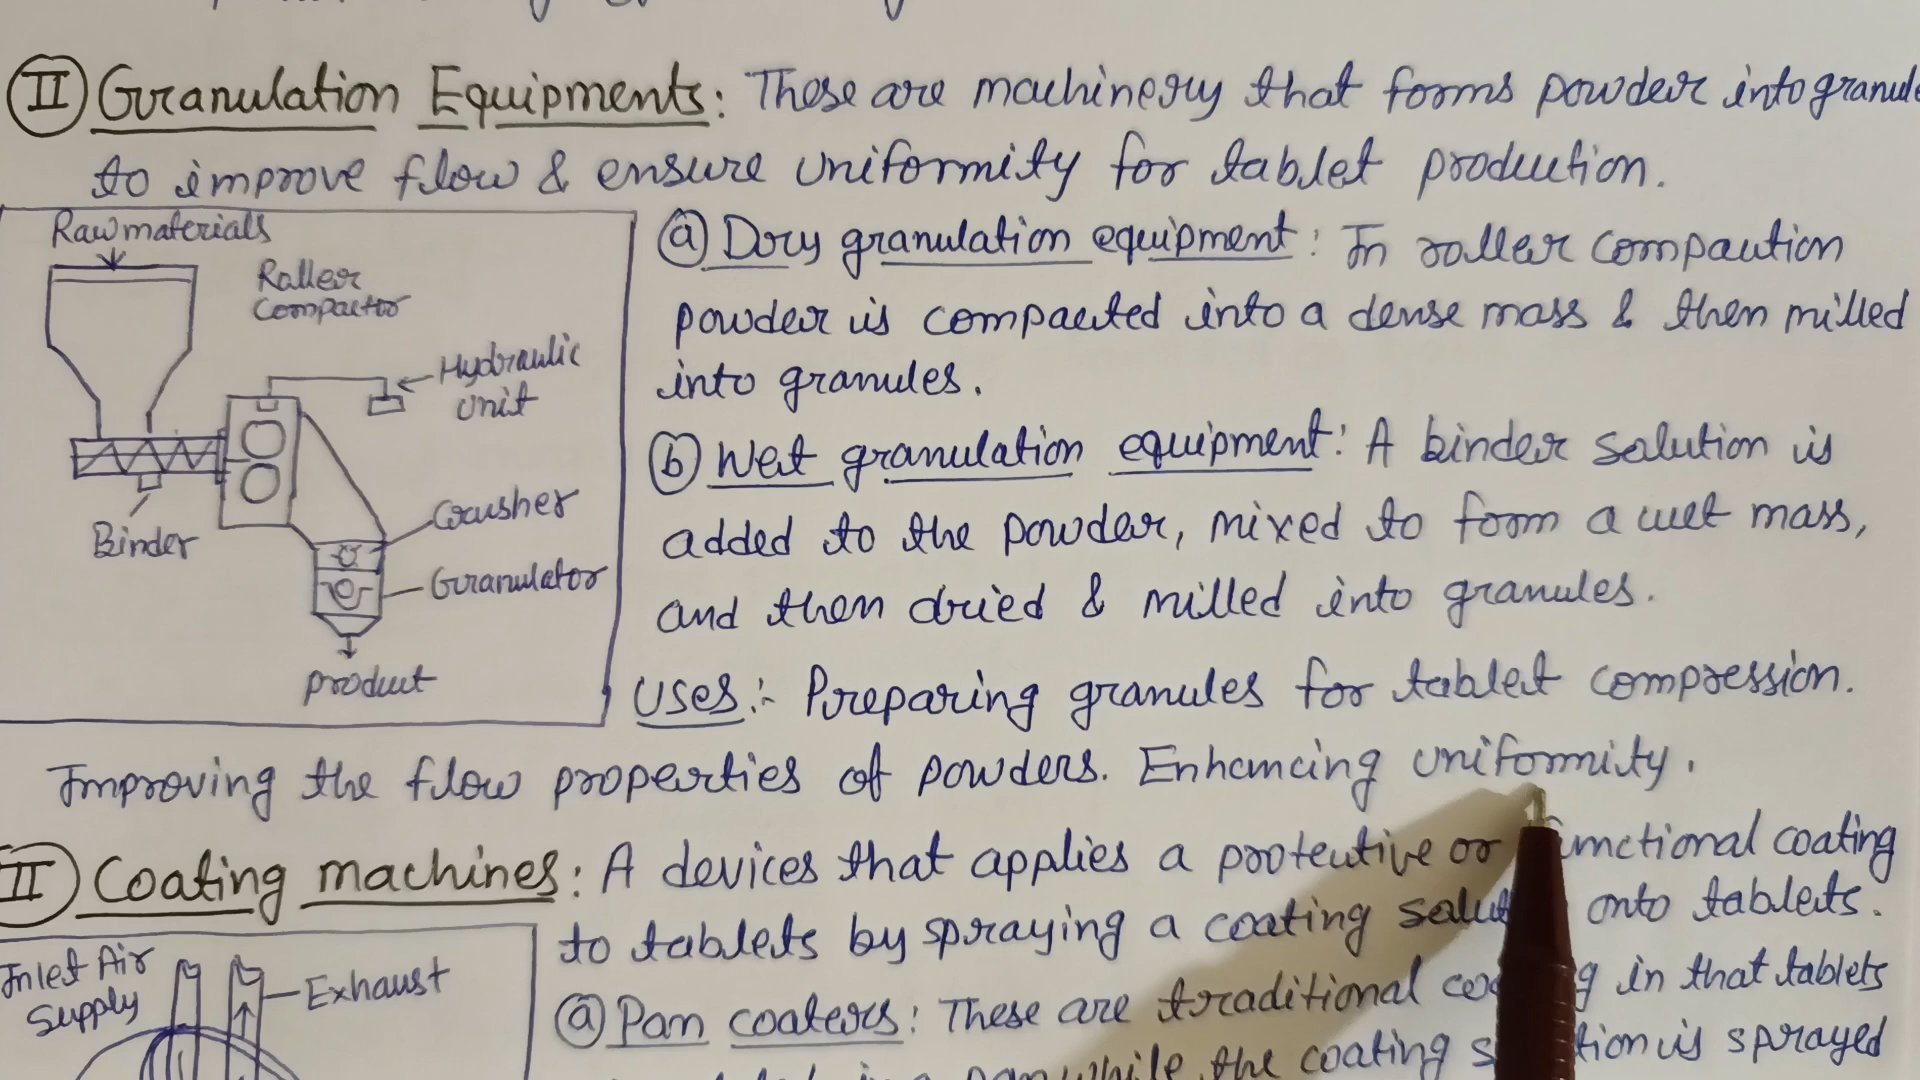 II Granulation Equipments: These are machinery that forms powder into granule
to improve flow & ensure uniformity for tablet production.
Raw materials
Roller
Compactor
Hydraulic
unit
Binder
Crusher
Granulator
product
a Dry granulation equipment: In roller compaction
powder is compacted into a dense mass & then milled
into granules.
b Wet granulation equipment: A binder solution is
added to the powder, mixed to form a wet mass,
and then dried & milled into granules.
Uses:- Preparing granules for tablet compression.
Improving the flow properties of powders. Enhancing uniformity.
II Coating machines: A devices that applies a protective or functional coating
to tablets by spraying a coating onto tablets.
Inlet Air
Supply
Exhaust
a Pan coaters: These are traditional in that tablets
while the coating is sprayed